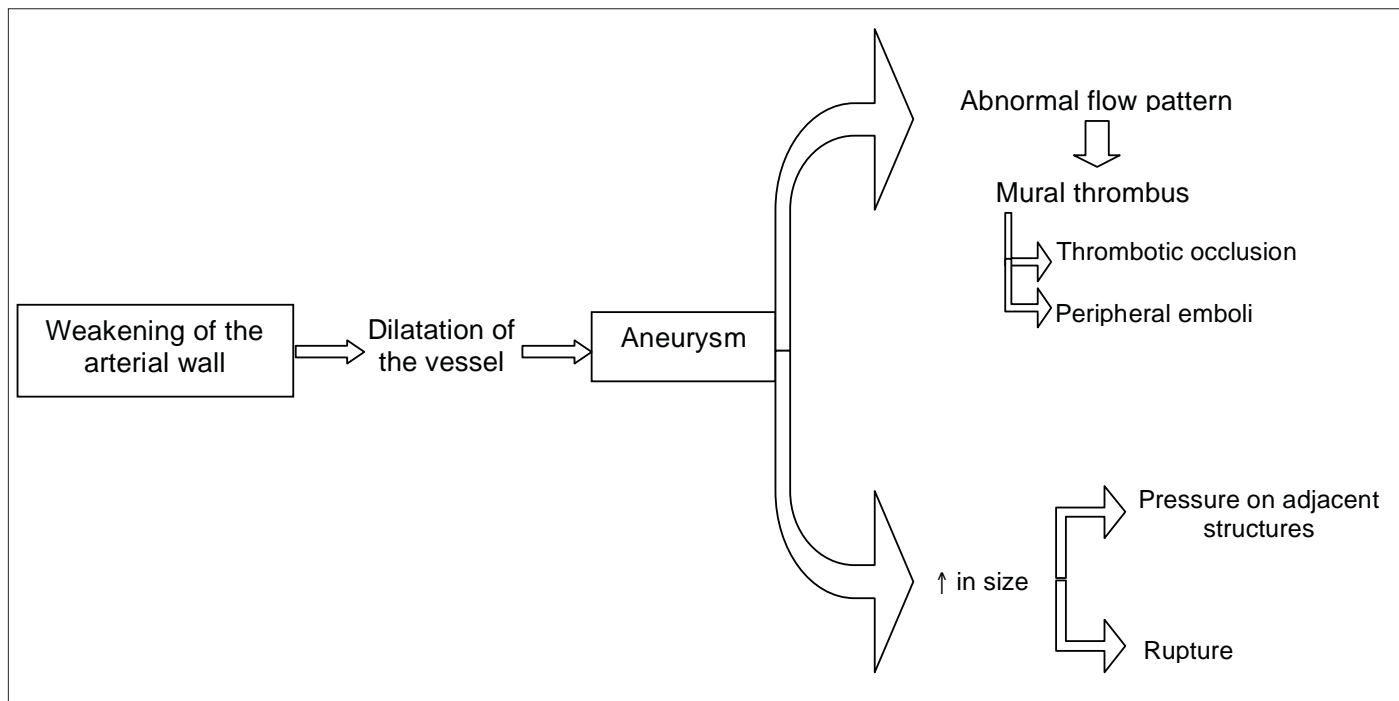 Weakening of the
arterial wall
Dilatation of
the vessel
Aneurysm
Abnormal flow pattern
Mural thrombus
Thrombotic occlusion
Peripheral emboli
↑ in size
Pressure on adjacent
structures
Rupture